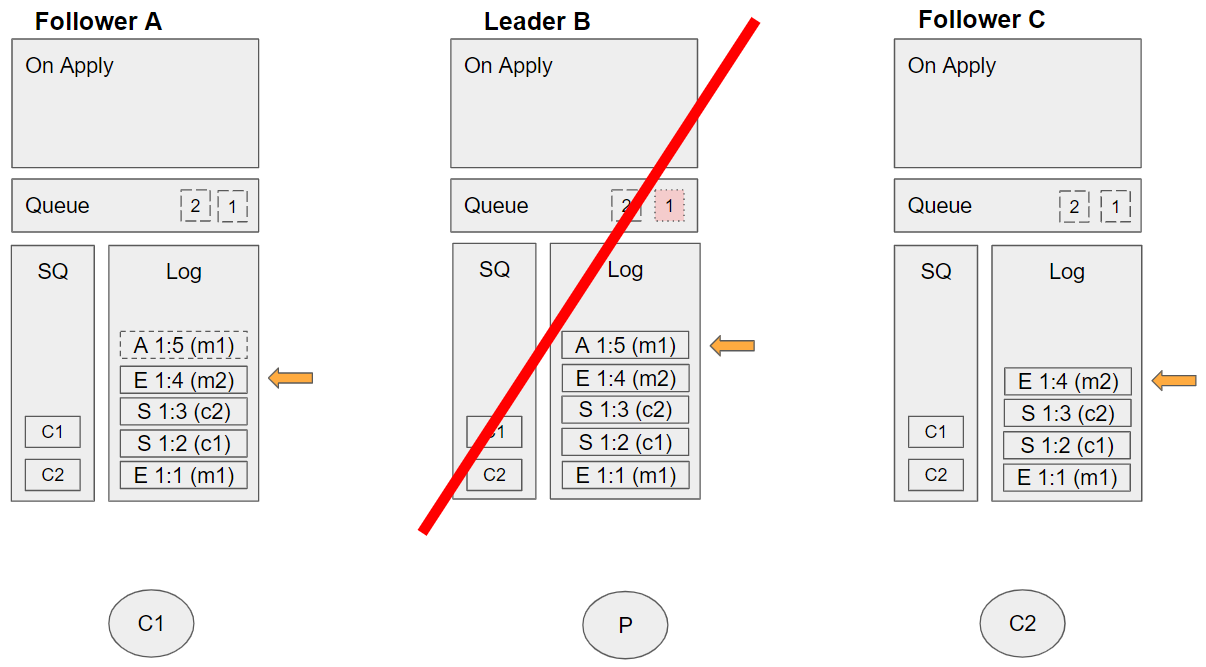 Follower A
On Apply
Queue 2 1
SQ
C1
C2
Log
A 1:5 (m1)
E 1:4 (m2)
S 1:3 (c2)
S 1:2 (c1)
E 1:1 (m1)
C1
Leader B
On Apply
Queue 2 1
SQ
C1
C2
Log
A 1:5 (m1)
E 1:4 (m2)
S 1:3 (c2)
S 1:2 (c1)
E 1:1 (m1)
P
Follower C
On Apply
Queue 2 1
SQ
C1
C2
Log
E 1:4 (m2)
S 1:3 (c2)
S 1:2 (c1)
E 1:1 (m1)
C2